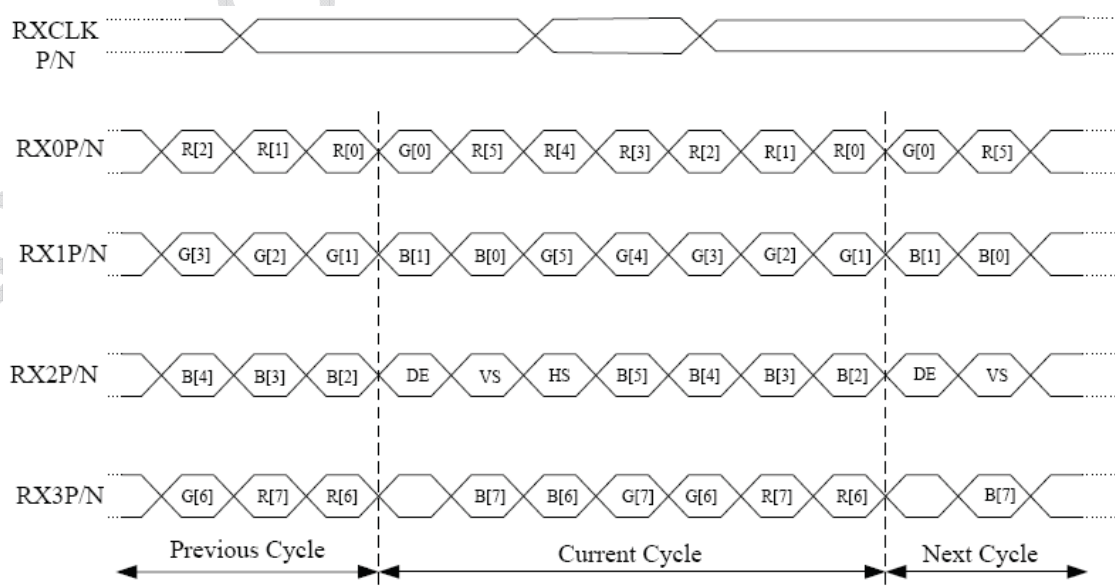 RXCLK
P/N
RX0P/N R[2] R[1] R[0] G[0] R[5] R[4] R[3] R[2] R[1] R[0] G[0] R[5]
RX1P/N G[3] G[2] G[1] B[1] B[0] G[5] G[4] G[3] G[2] G[1] B[1] B[0]
RX2P/N B[4] B[3] B[2] DE VS HS B[5] B[4] B[3] B[2] DE VS
RX3P/N G[6] R[7] R[6] B[7] B[6] G[7] G[6] R[7] R[6] B[7]
Previous Cycle Current Cycle Next Cycle